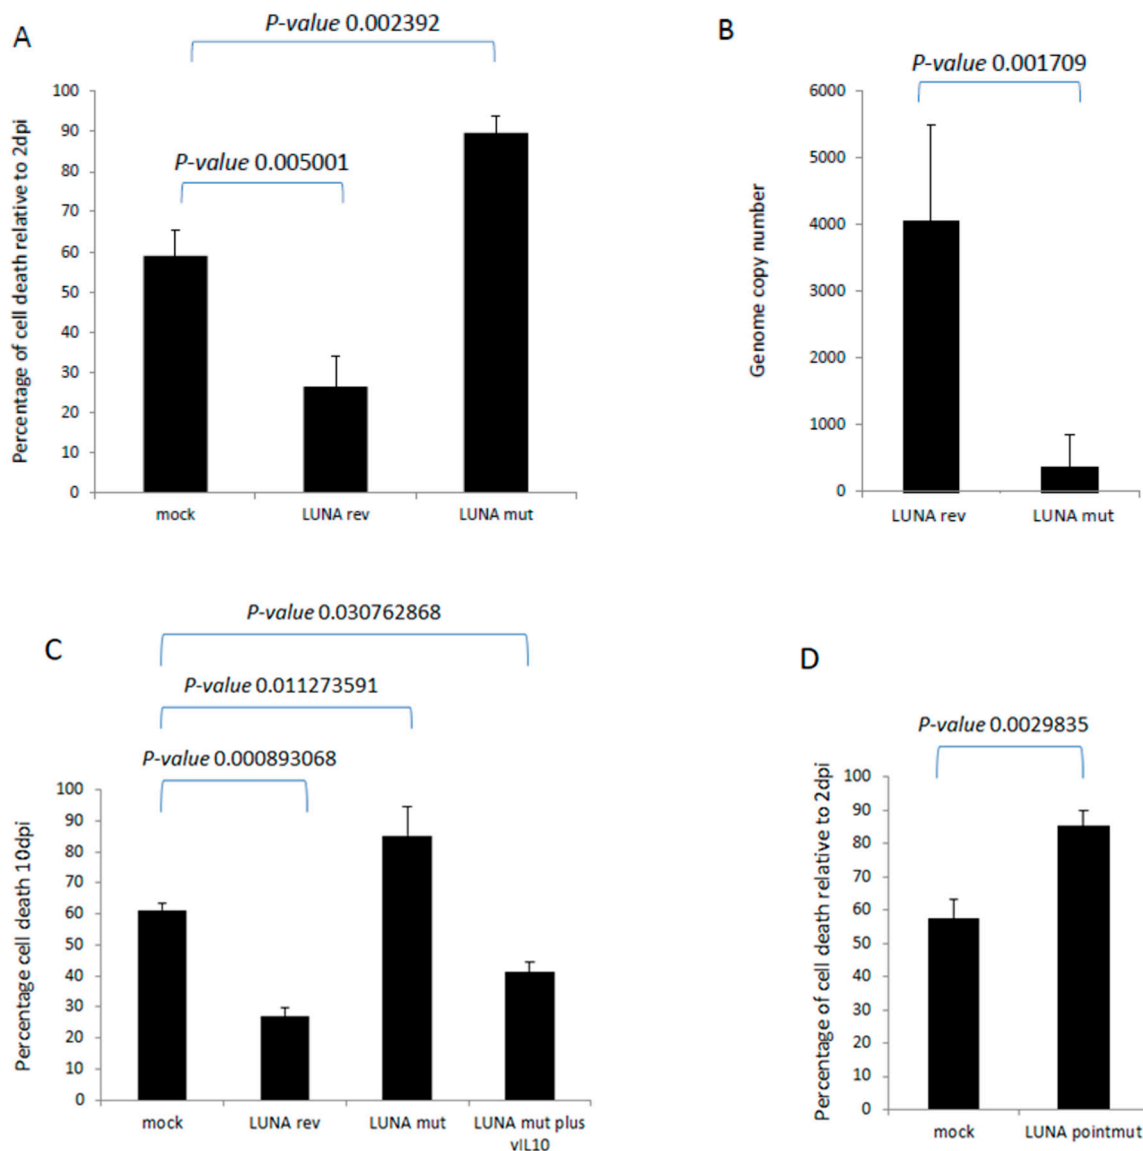 A
P-value 0.002392
P-value 0.005001
Percentage of cell death relative to 2dpi
100
90
80
70
60
50
40
30
20
10
0
mock
LUNA rev
LUNA mut
B
P-value 0.001709
Genome copy number
6000
5000
4000
3000
2000
1000
0
LUNA rev
LUNA mut
C
P-value 0.030762868
P-value 0.011273591
P-value 0.000893068
Percentage cell death 10dpi
100
90
80
70
60
50
40
30
20
10
0
mock
LUNA rev
LUNA mut
LUNA mut plus
vIL10
D
P-value 0.0029835
Percentage of cell death relative to 2dpi
100
90
80
70
60
50
40
30
20
10
0
mock
LUNA pointmut